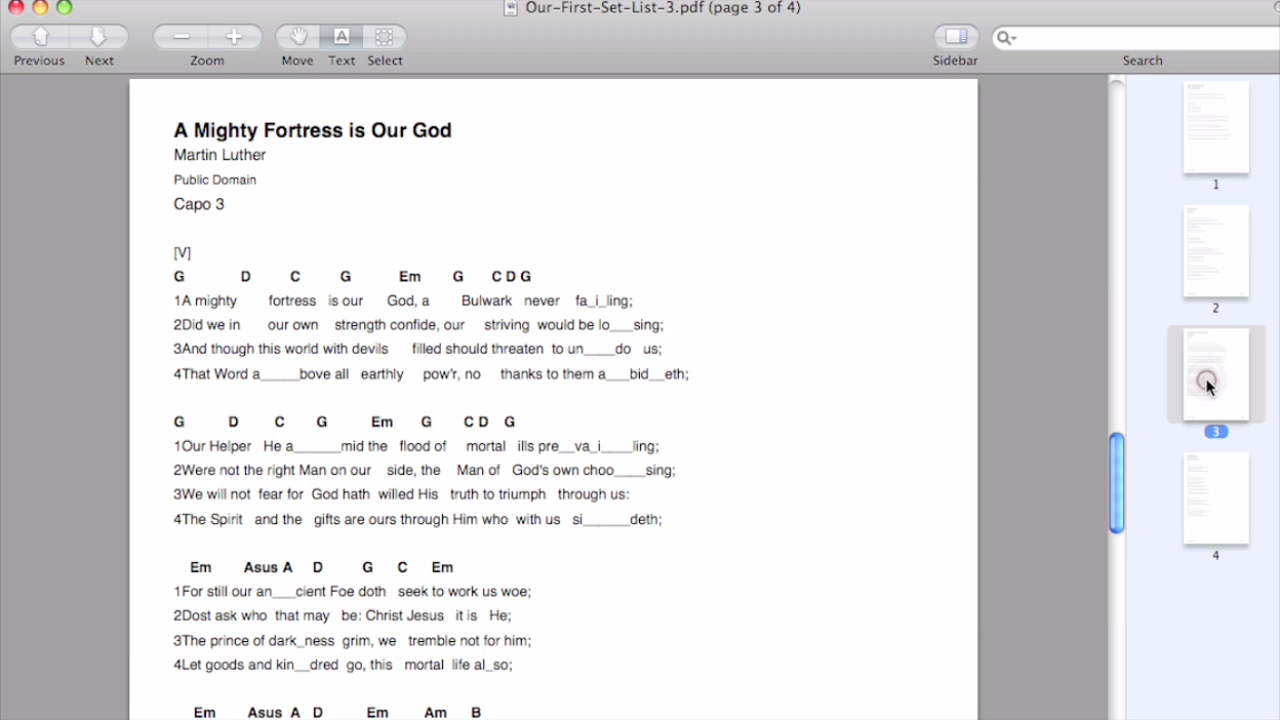 Our-First-Set-List-3.pdf (page 3 of 4)
Previous Next Zoom Move Text Select Sidebar Search
A Mighty Fortress is Our God
Martin Luther
Public Domain
Capo 3
[V]
G D C G Em G C D G
1A mighty fortress is our God, a Bulwark never fa_i_ling;
2Did we in our own strength confide, our striving would be lo___sing;
3And though this world with devils filled should threaten to un____do us;
4That Word a_____bove all earthly pow'r, no thanks to them a___bid__eth;
G D C G Em G C D G
1Our Helper He a______mid the flood of mortal ills pre__va_i____ling;
2Were not the right Man on our side, the Man of God's own choo____sing;
3We will not fear for God hath willed His truth to triumph through us:
4The Spirit and the gifts are ours through Him who with us si______deth;
Em Asus A D G C Em
1For still our an___cient Foe doth seek to work us woe;
2Dost ask who that may be: Christ Jesus it is He;
3The prince of dark_ness grim, we tremble not for him;
4Let goods and kin__dred go, this mortal life al_so;
Em Asus A D Em Am B
1
2
3
4